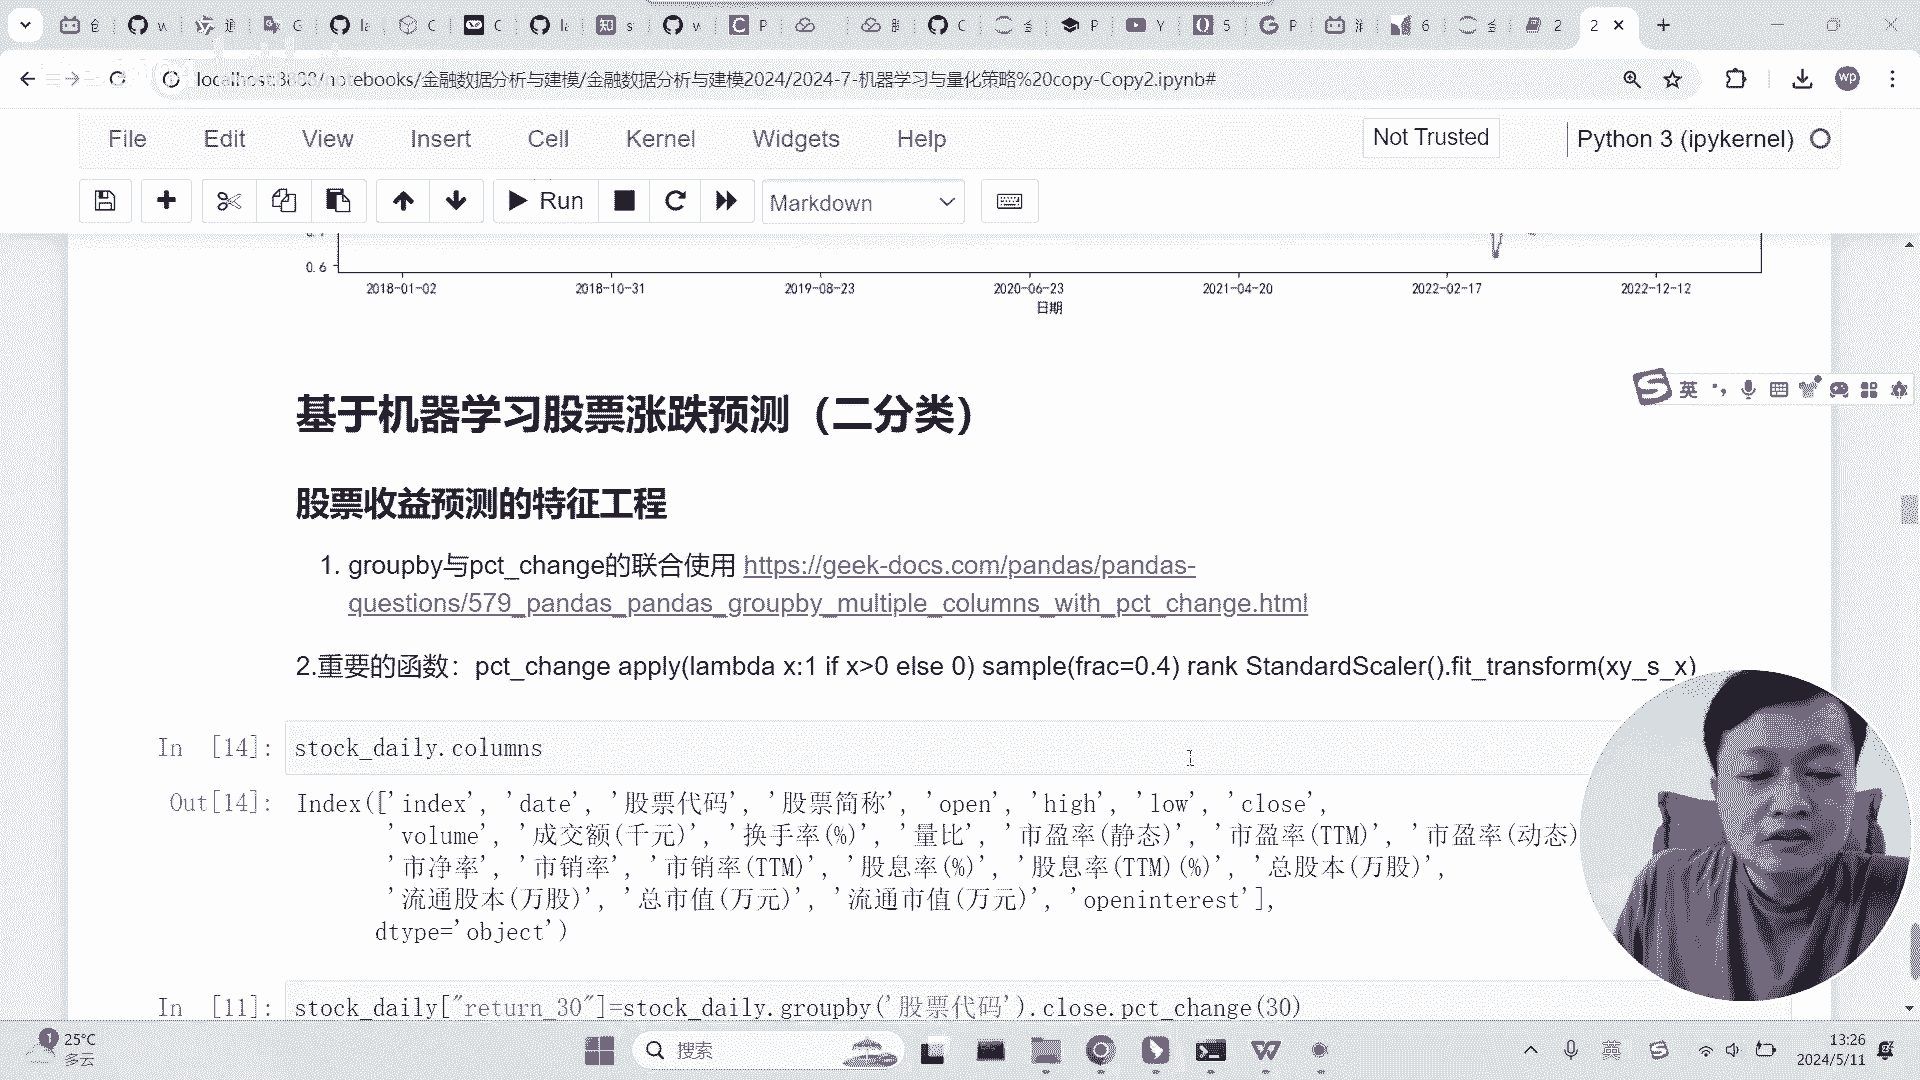 localhost:8888/notebooks/金融数据分析与建模/金融数据分析与建模2024/2024-7-机器学习与量化策略%20copy-Copy2.ipynb#
wp
File Edit View Insert Cell Kernel Widgets Help
Not Trusted
Python 3 (ipykernel)
Run
Markdown
0.6
2018-01-02 2018-10-31 2019-08-23 2020-06-23 2021-04-20 2022-02-17 2022-12-12
日期
基于机器学习股票涨跌预测（二分类）
英
股票收益预测的特征工程
1. groupby与pct_change的联合使用 https://geek-docs.com/pandas/pandas-
questions/579_pandas_pandas_groupby_multiple_columns_with_pct_change.html
2.重要的函数：pct_change apply(lambda x:1 if x>0 else 0) sample(frac=0.4) rank StandardScaler().fit_transform(xy_s_x)
In [14]: stock_daily.columns
Out[14]: Index(['index', 'date', '股票代码', '股票简称', 'open', 'high', 'low', 'close',
'volume', '成交额(千元)', '换手率(%)', '量比', '市盈率(静态)', '市盈率(TTM)', '市盈率(动态)
'市净率', '市销率', '市销率(TTM)', '股息率(%)', '股息率(TTM)(%)', '总股本(万股)',
'流通股本(万股)', '总市值(万元)', '流通市值(万元)', 'openinterest'],
dtype='object')
In [11]: stock_daily["return_30"]=stock_daily.groupby('股票代码').close.pct_change(30)
1
25°C
多云
搜索
英
13:26
2024/5/11